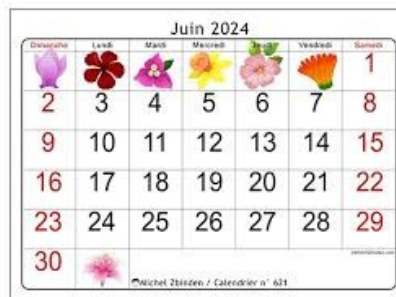 Juin 2024
Dimanche Lundi Mardi Mercredi Jeudi Vendredi Samedi
1
2 3 4 5 6 7 8
9 10 11 12 13 14 15
16 17 18 19 20 21 22
23 24 25 26 27 28 29
30
©Michel Zbinden / Calendrier n° 631